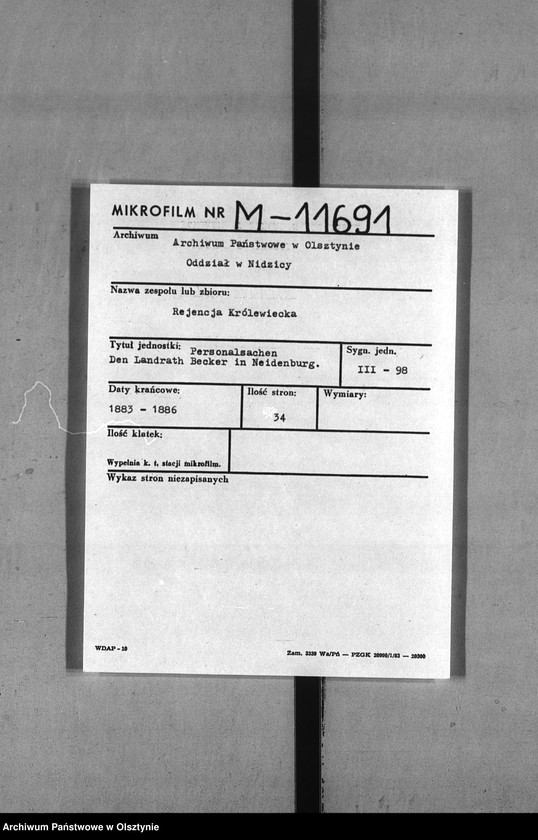 MIKROFILM NR M-11691
Archiwum
Archiwum Państwowe w Olsztynie
Oddział w Nidzicy
Nazwa zespołu lub zbioru:
Rejencja Królewiecka
Tytuł jednostki: Personalsachen
Den Landrath Becker in Neidenburg.
Sygn. jedn.
III - 98
Daty krańcowe:
1883 - 1886
Ilość stron:
34
Wymiary:
Ilość klatek:
Wypełnia k. t. stacji mikrofilm.
Wykaz stron niezapisanych
WDAP - 10
Zam. 3339 Wa/Pń — PZGK 20000/I/83 — 20300
Archiwum Państwowe w Olsztynie